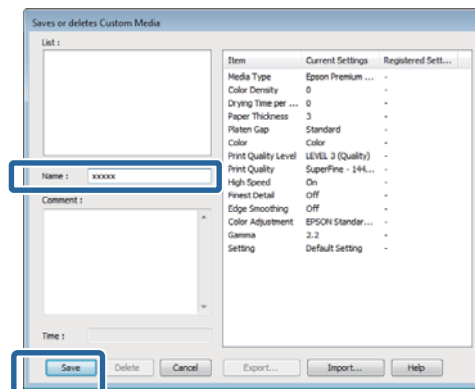 Saves or deletes Custom Media
List :
Item Current Settings Registered Sett...
Media Type Epson Premium ... -
Color Density 0 -
Drying Time per ... 0 -
Paper Thickness 3 -
Platen Gap Standard -
Color Color -
Print Quality Level LEVEL 3 (Quality) -
Print Quality SuperFine - 144... -
High Speed On -
Finest Detail Off -
Edge Smoothing Off -
Color Adjustment EPSON Standar... -
Gamma 2.2 -
Setting Default Setting -
Name : xxxxx
Comment :
Time :
Save Delete Cancel Export... Import... Help